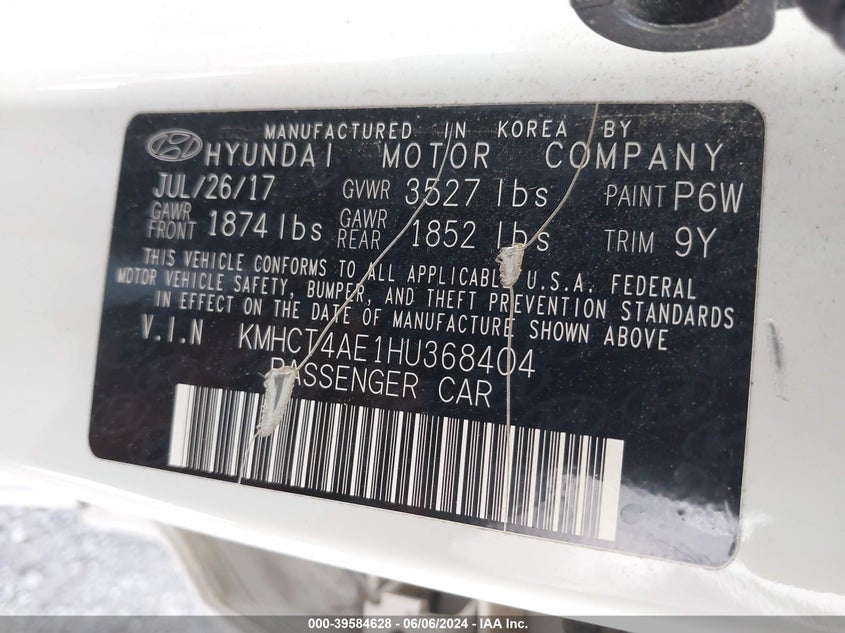 MANUFACTURED IN KOREA BY
HYUNDAI MOTOR COMPANY
JUL/26/17 GVWR 3527 lbs PAINT P6W
GAWR FRONT 1874 lbs GAWR REAR 1852 lbs TRIM 9Y
THIS VEHICLE CONFORMS TO ALL APPLICABLE U.S.A. FEDERAL
MOTOR VEHICLE SAFETY, BUMPER, AND THEFT PREVENTION STANDARDS
IN EFFECT ON THE DATE OF MANUFACTURE SHOWN ABOVE
V.I.N KMHCT4AE1HU368404
PASSENGER CAR
000-39584628 - 06/06/2024 - IAA Inc.